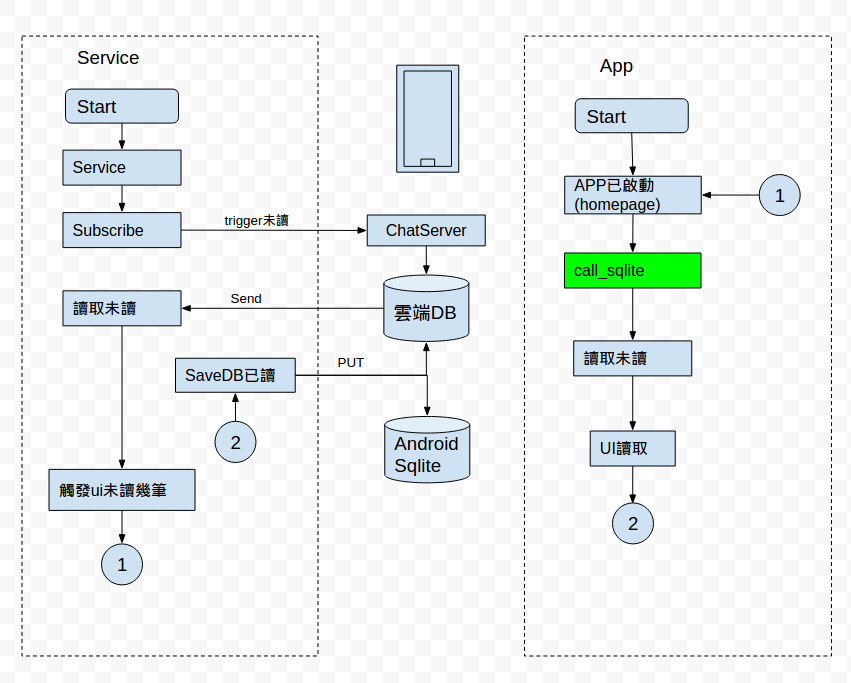 Service
Start
Service
Subscribe
trigger未讀
ChatServer
雲端DB
Send
讀取未讀
SaveDB已讀
PUT
2
Android
Sqlite
觸發ui未讀幾筆
1
App
Start
APP已啟動
(homepage)
1
call_sqlite
讀取未讀
UI讀取
2